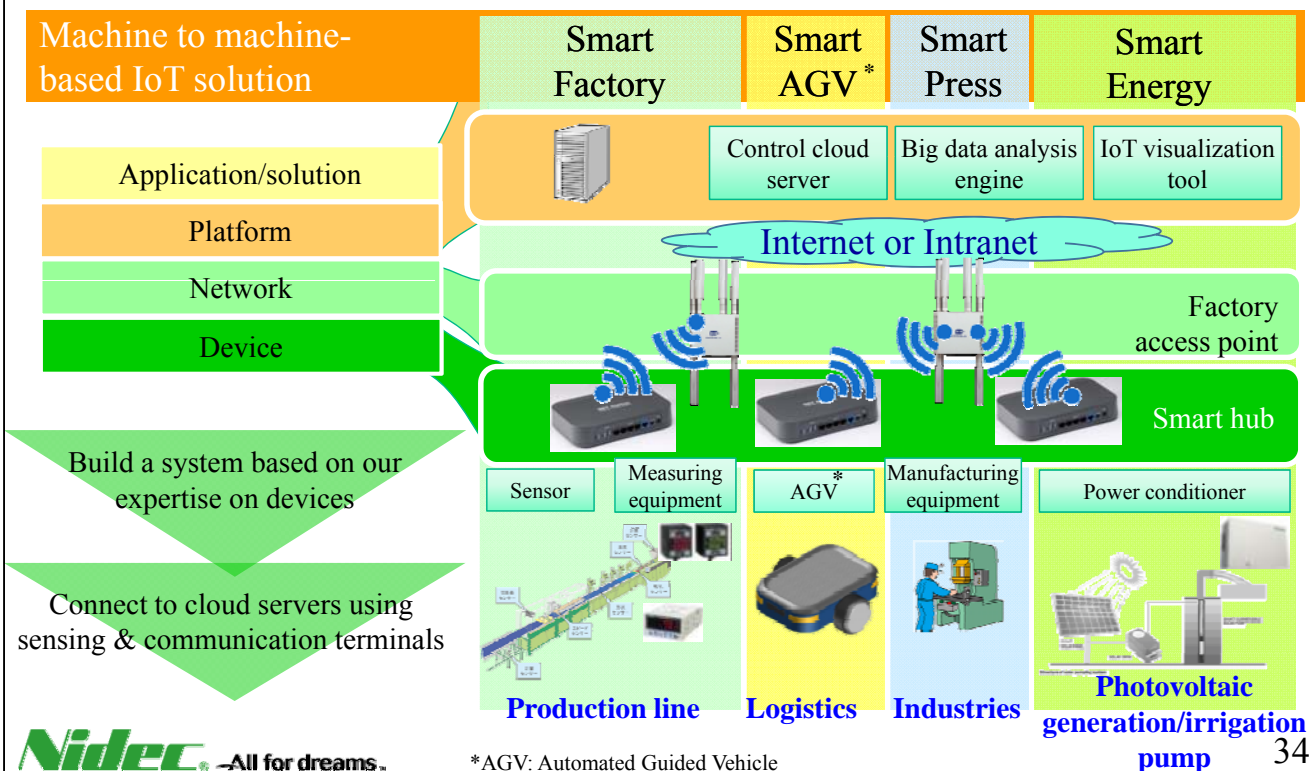 Machine to machine-
based IoT solution
Smart
Factory
Smart
AGV*
Smart
Press
Smart
Energy
Application/solution
Platform
Network
Device
Control cloud
server
Big data analysis
engine
IoT visualization
tool
Internet or Intranet
Factory
access point
Smart hub
Build a system based on our
expertise on devices
Connect to cloud servers using
sensing & communication terminals
Sensor
Measuring
equipment
AGV*
Manufacturing
equipment
Power conditioner
Production line
Logistics
Industries
Photovoltaic
generation/irrigation
pump
Nidec
All for dreams
*AGV: Automated Guided Vehicle
34